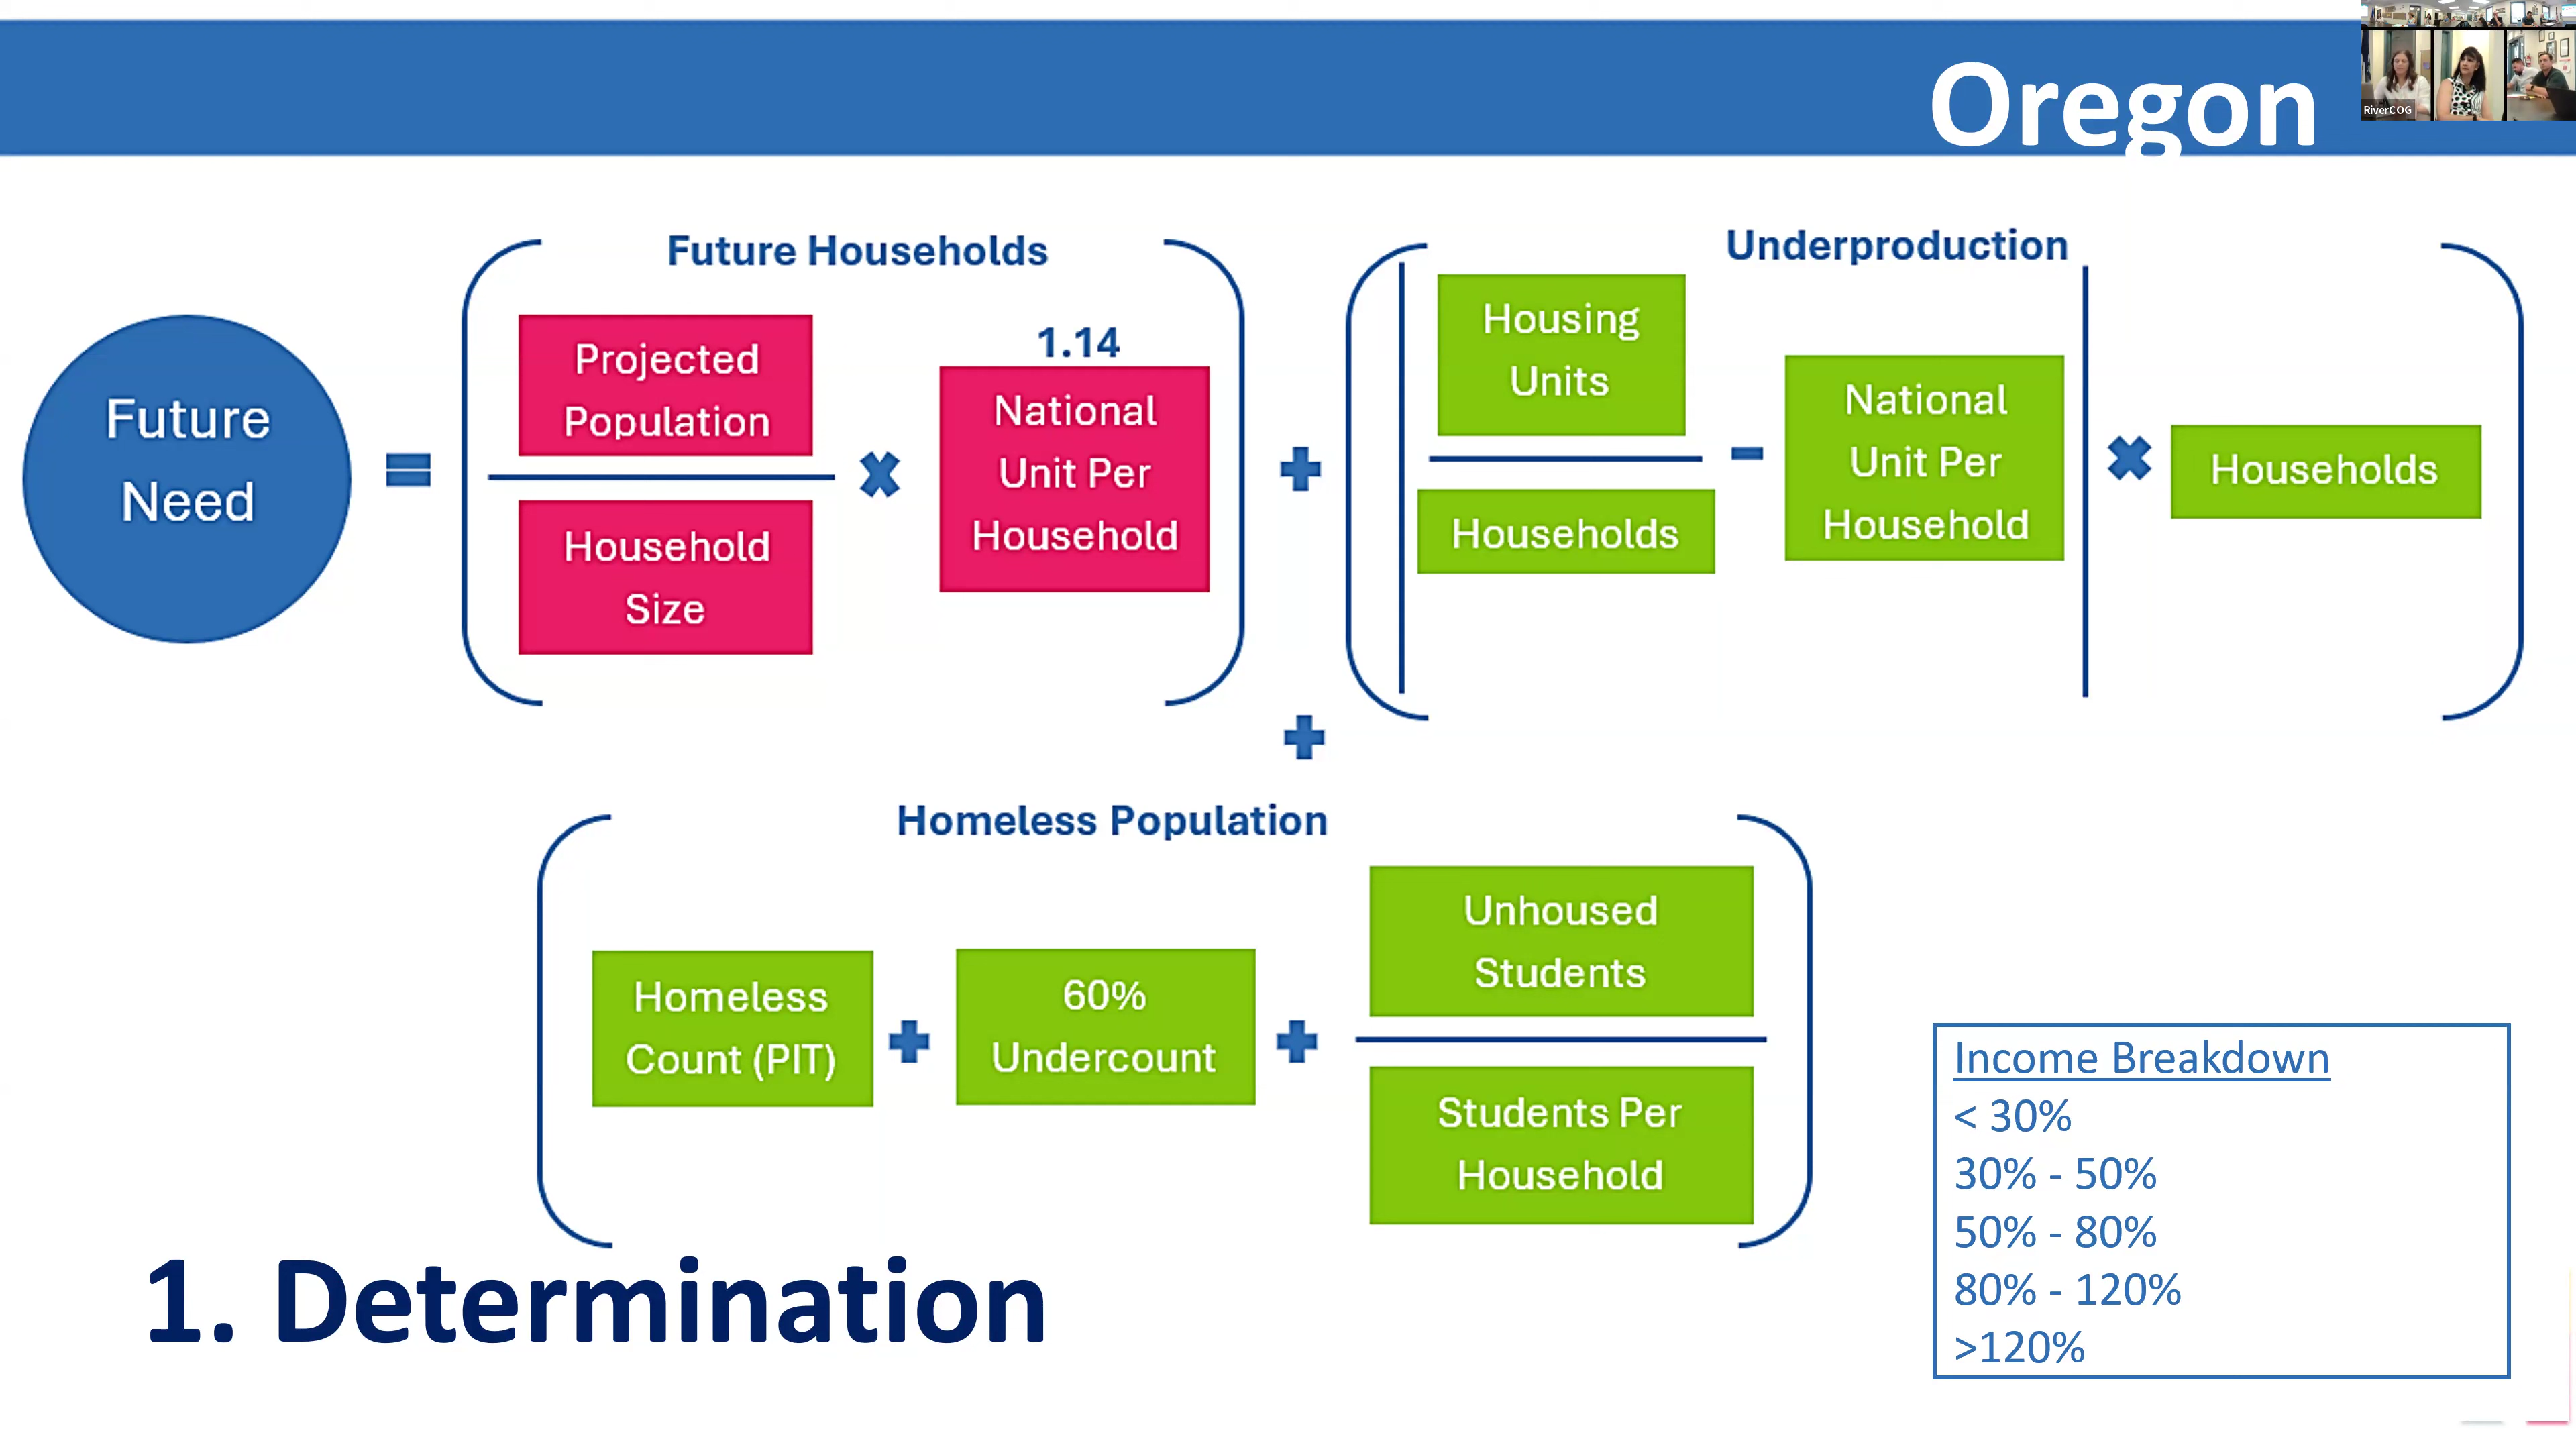 Oregon
RiverCOG
Future Households
Underproduction
Future
Need
=
Projected
Population
Household
Size
×
1.14
National
Unit Per
Household
+
Housing
Units
Households
-
National
Unit Per
Household
×
Households
+
Homeless Population
Homeless
Count (PIT)
+
60%
Undercount
+
Unhoused
Students
Students Per
Household
1. Determination
Income Breakdown
< 30%
30% - 50%
50% - 80%
80% - 120%
>120%